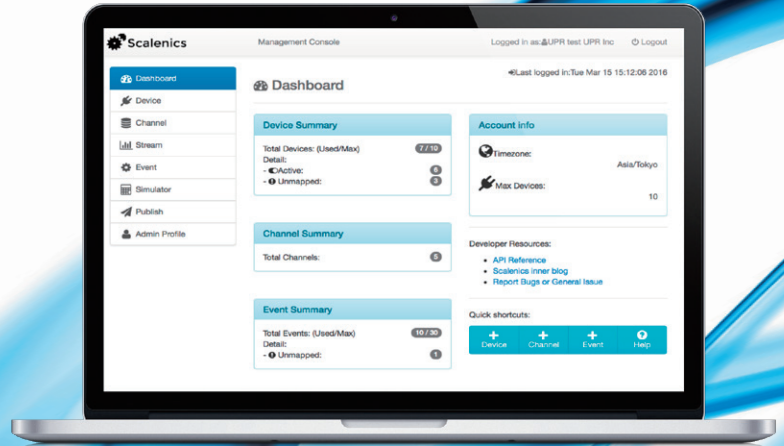 Scalenics
Management Console
Logged in as: UPR test UPR Inc
Logout
Last logged in:Tue Mar 15 15:12:06 2016
Dashboard
Device
Channel
Stream
Event
Simulator
Publish
Admin Profile
Dashboard
Device Summary
Total Devices: (Used/Max) 7 / 10
Detail:
- Active:
- Unmapped:
Channel Summary
Total Channels: 5
Event Summary
Total Events: (Used/Max) 10 / 30
Detail:
- Unmapped: 1
Account info
Timezone:
Asia/Tokyo
Max Devices:
10
Developer Resources:
API Reference
Scalenics inner blog
Report Bugs or General Issue
Quick shortcuts:
Device Channel Event Help